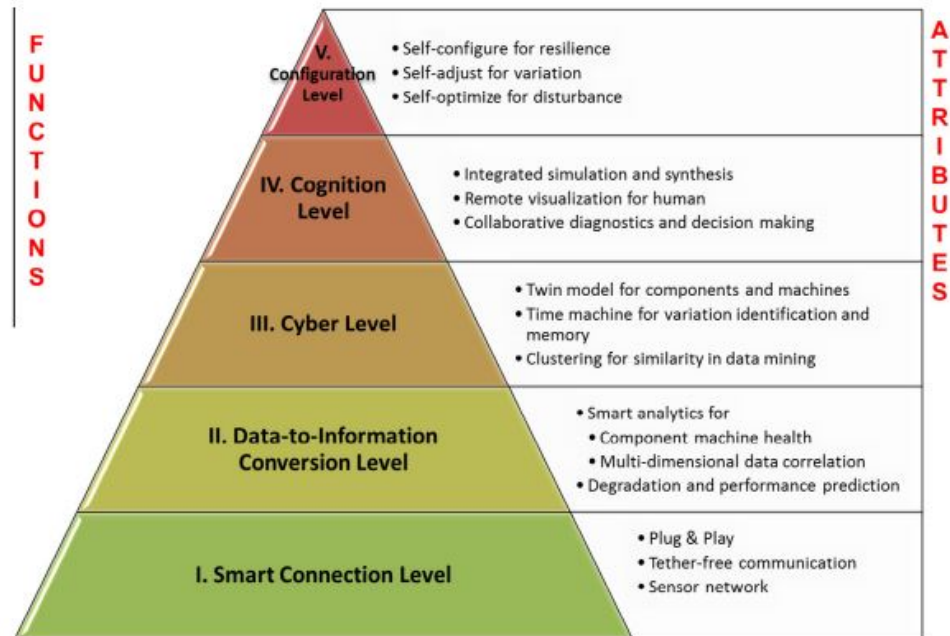 FUNCTIONS
V.
Configuration
Level
• Self-configure for resilience
• Self-adjust for variation
• Self-optimize for disturbance
ATTRIBUTES
IV. Cognition
Level
• Integrated simulation and synthesis
• Remote visualization for human
• Collaborative diagnostics and decision making
III. Cyber Level
• Twin model for components and machines
• Time machine for variation identification and
memory
• Clustering for similarity in data mining
II. Data-to-Information
Conversion Level
• Smart analytics for
• Component machine health
• Multi-dimensional data correlation
• Degradation and performance prediction
I. Smart Connection Level
• Plug & Play
• Tether-free communication
• Sensor network